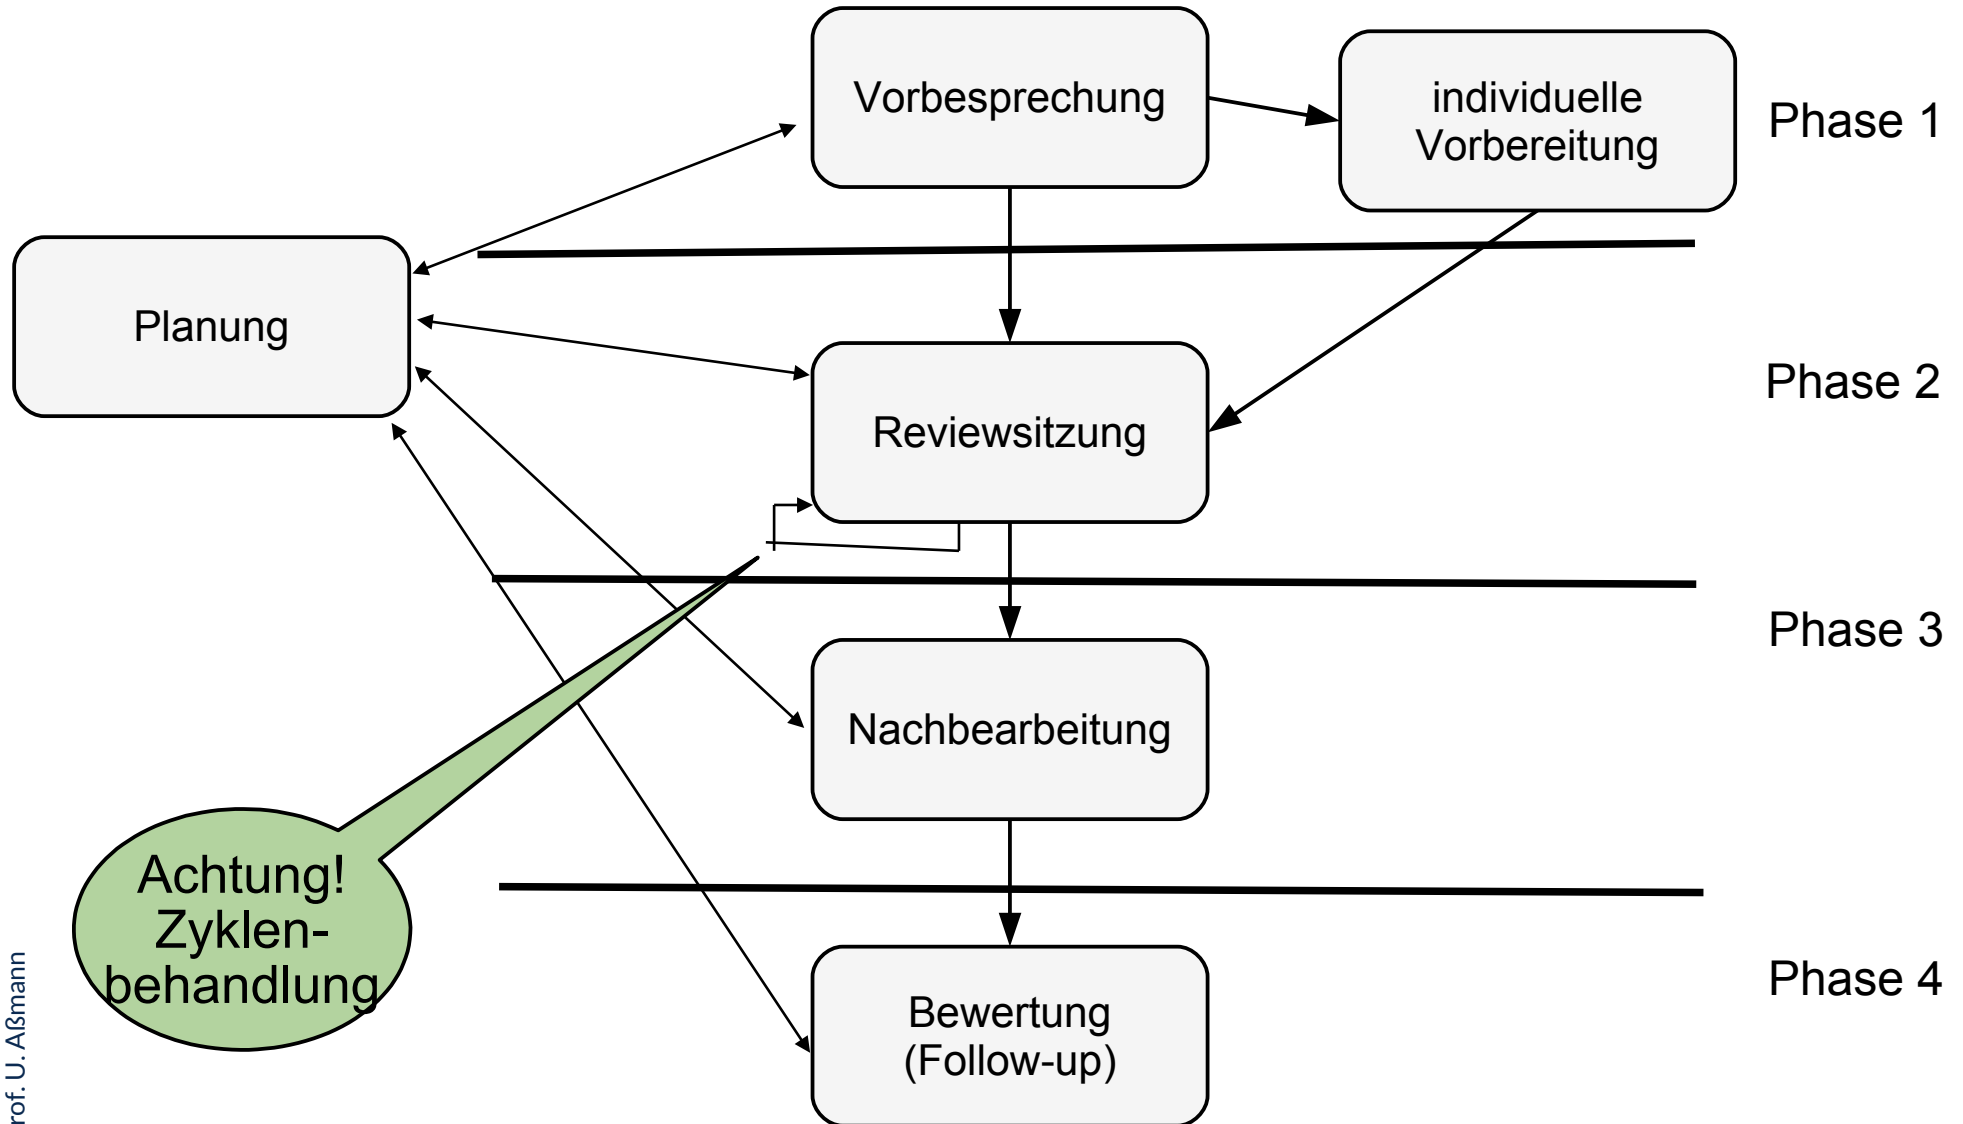 Vorbesprechung
individuelle
Vorbereitung
Phase 1
Planung
Phase 2
Reviewsitzung
Phase 3
Nachbearbeitung
Achtung!
Zyklen-
behandlung
Phase 4
Bewertung
(Follow-up)
rof. U. Aßmann